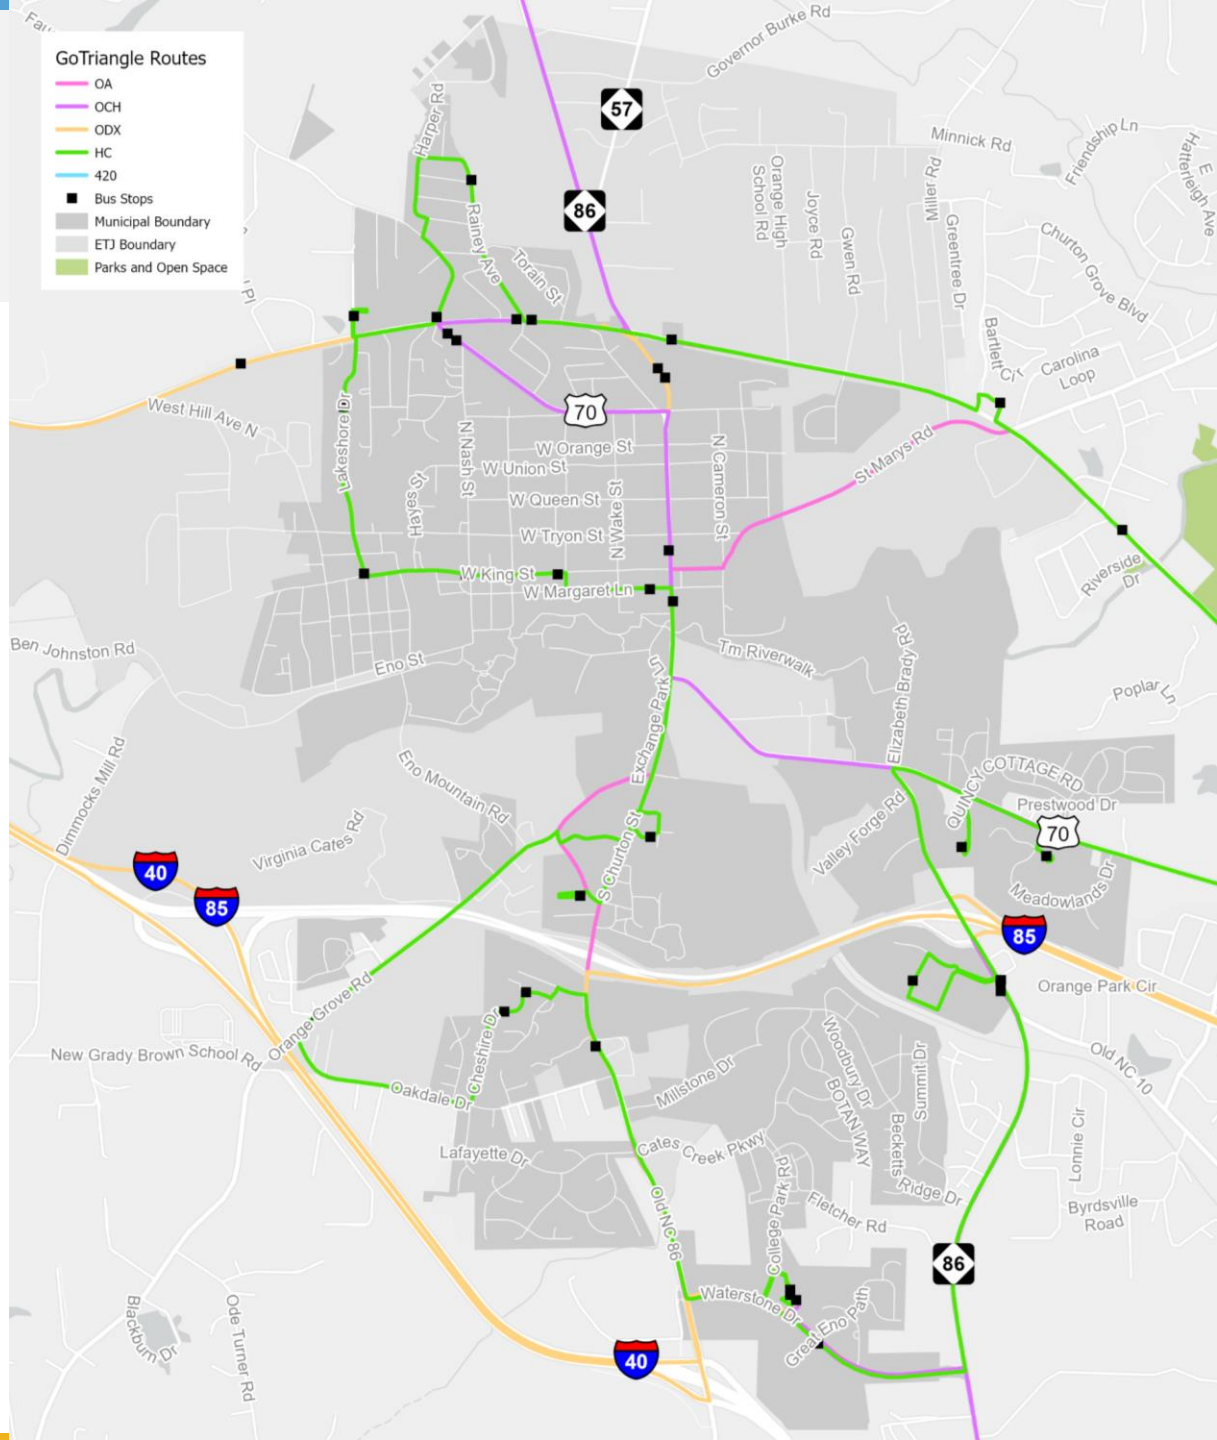 GoTriangle Routes
OA
OCH
ODX
HC
420
Bus Stops
Municipal Boundary
ETJ Boundary
Parks and Open Space
Governor Burke Rd
57
Harper Rd
Minnick Rd
Friendship Ln
E Hatterleigh Ave
Orange High School Rd
Miller Rd
86
Joyce Rd
Rainey Ave
Gwen Rd
Greentree Dr
Churton Grove Blvd
Torain St
Pl
Bartlett Cir
Carolina Loop
West Hill Ave N
Lakeshore Dr
70
N Nash St
W Orange St
N Cameron St
St Marys Rd
W Union St
Hayes St
W Queen St
N Wake St
W Tryon St
W King St
W Margaret Ln
Riverside Dr
Ben Johnston Rd
Eno St
Tm Riverwalk
Elizabeth Brady Rd
Poplar Ln
Exchange Park Ln
Dimmocks Mill Rd
Eno Mountain Rd
QUINCY COTTAGE RD
Prestwood Dr
70
Virginia Cates Rd
Valley Forge Rd
S Churton St
Meadowlands Dr
40
85
85
Orange Grove Rd
Orange Park Cir
New Grady Brown School Rd
Cheshire Dr
Oakdale Dr
Millstone Dr
Woodbury Dr
Summit Dr
Old NC 10
BOTAN WAY
Becketts Ridge Dr
Lonnie Cir
Lafayette Dr
Cates Creek Pkwy
College Park Rd
Fletcher Rd
Byrdsville Road
Old NC 86
86
Waterstone Dr
Great Eno Path
Blackburn Dr
Ode Turner Rd
40